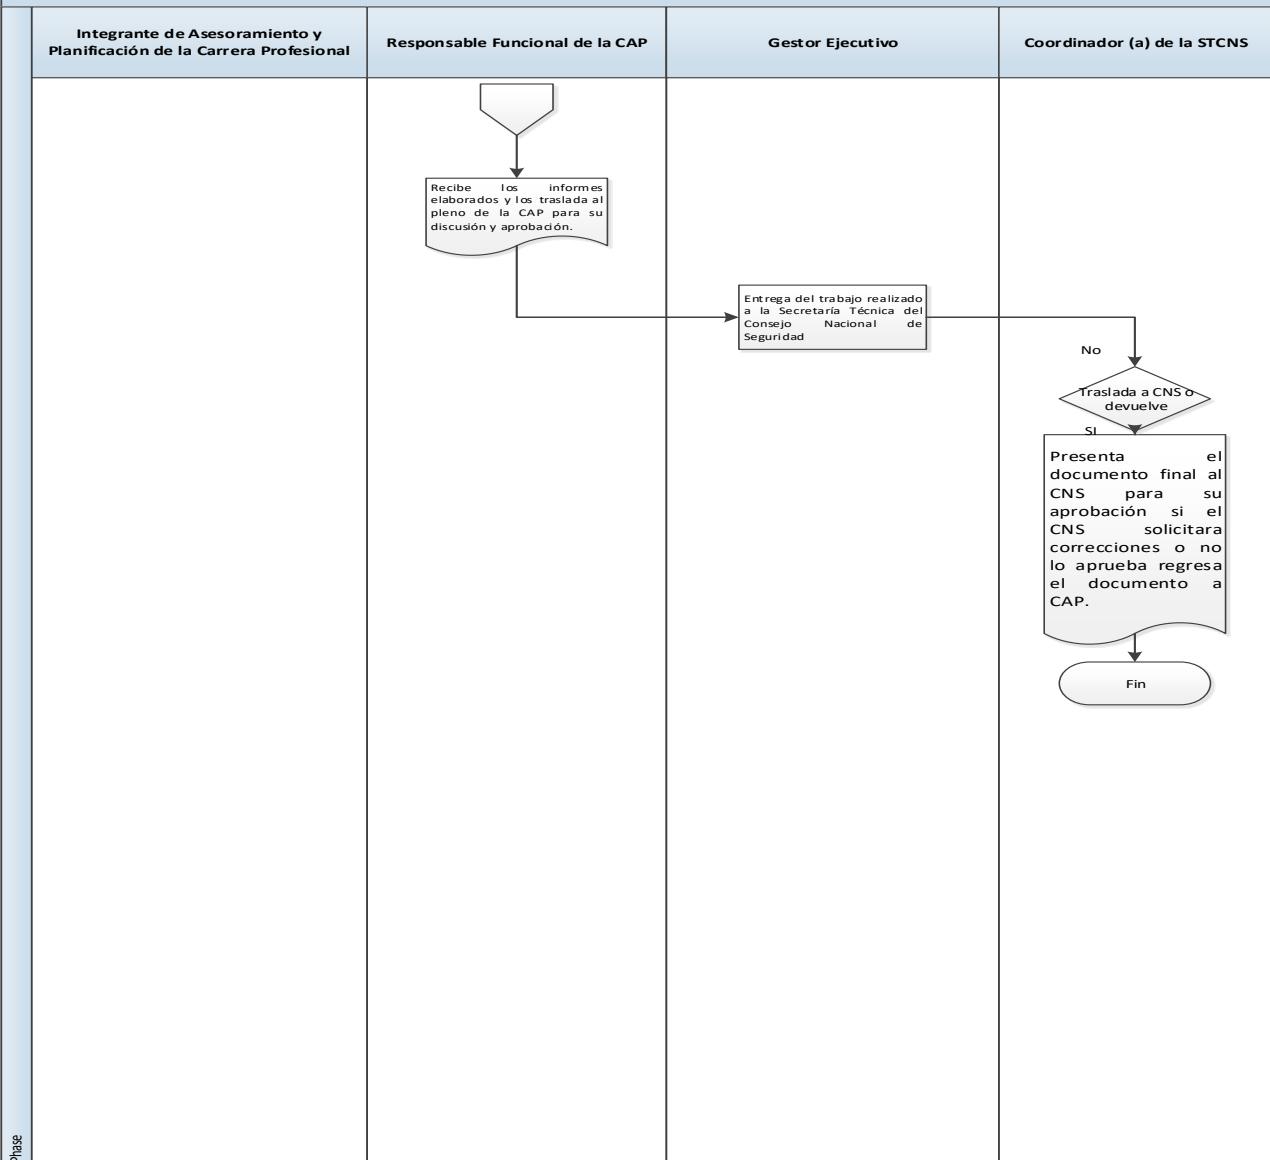 Integrante de Asesoramiento y
Planificación de la Carrera Profesional
Responsable Funcional de la CAP
Gestor Ejecutivo
Coordinador (a) de la STCNS
Recibe los informes
elaborados y los traslada al
pleno de la CAP para su
discusión y aprobación.
Entrega del trabajo realizado
a la Secretaría Técnica del
Consejo Nacional de
Seguridad
No
Traslada a CNS o
devuelve
SI
Presenta el
documento final al
CNS para su
aprobación si el
CNS solicitara
correcciones o no
lo aprueba regresa
el documento a
CAP.
Fin
Phase